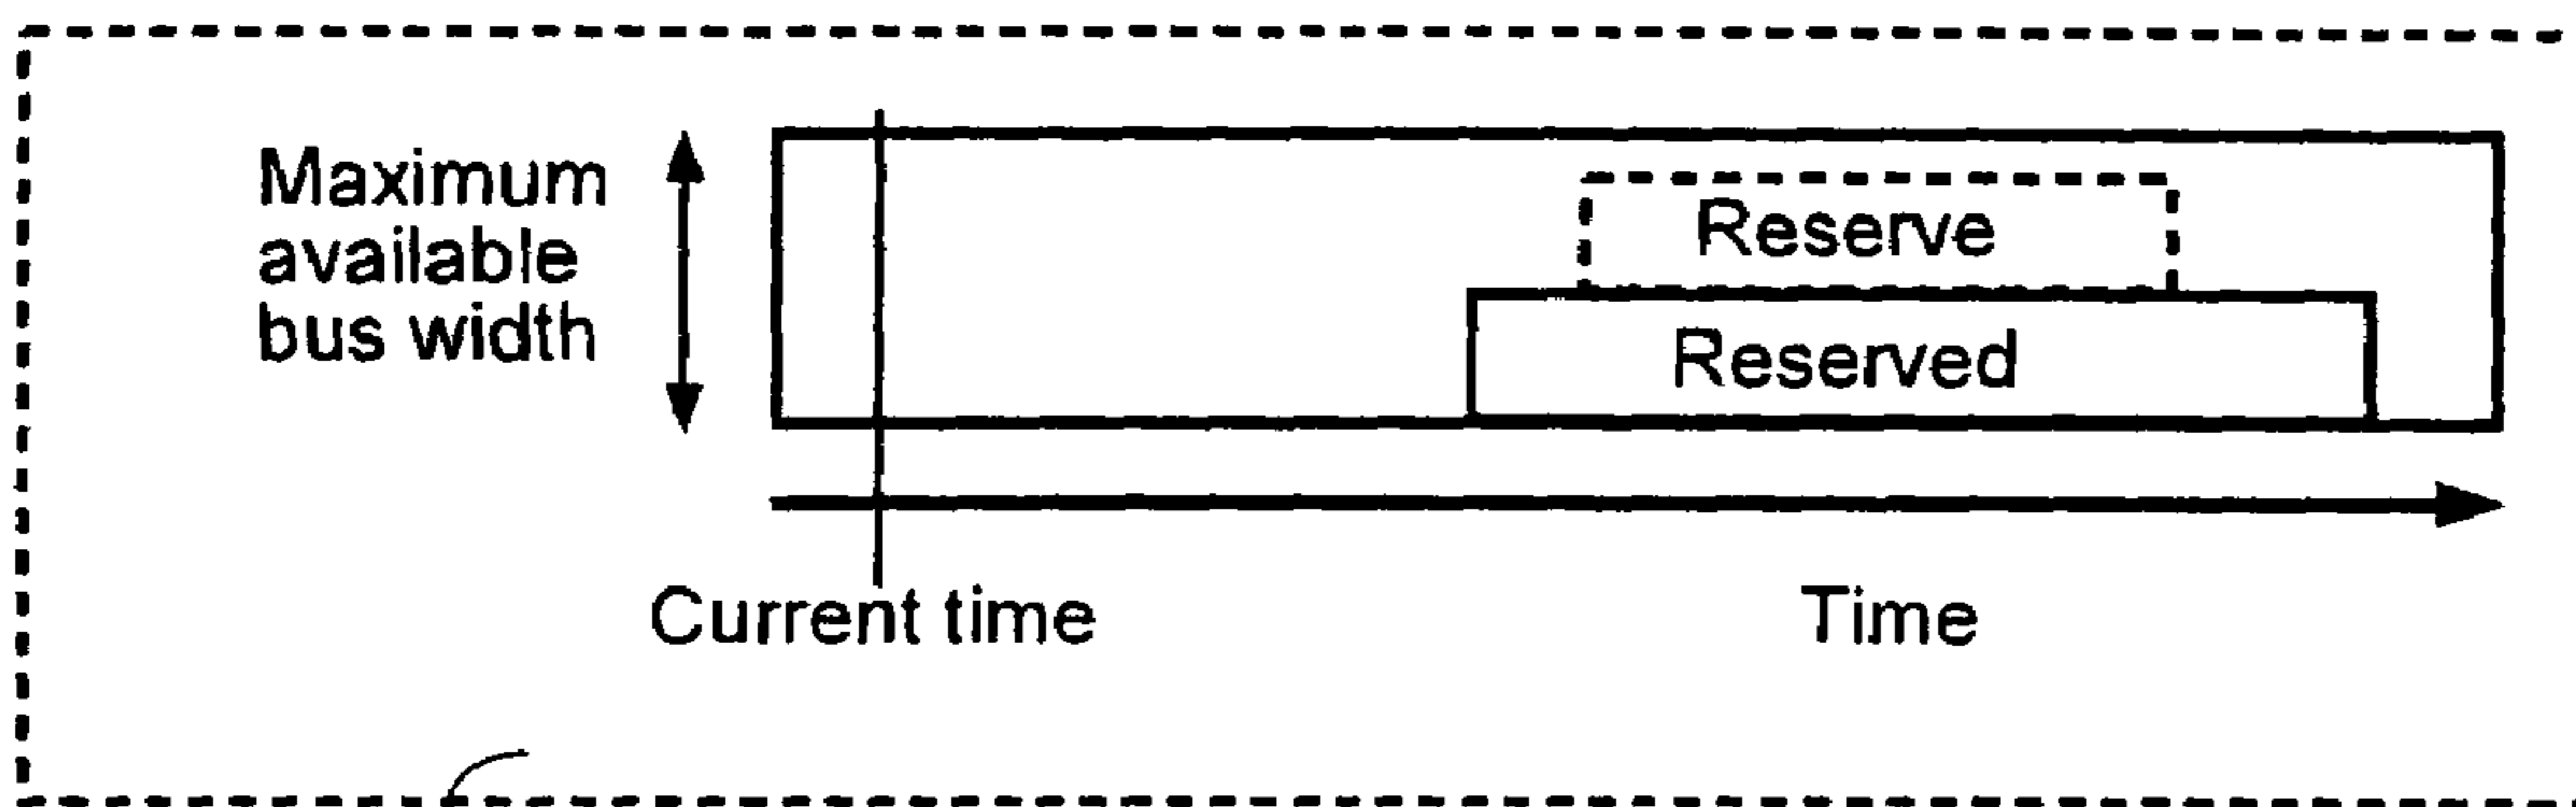 Maximum
available
bus width
Reserve
Reserved
Current time
Time